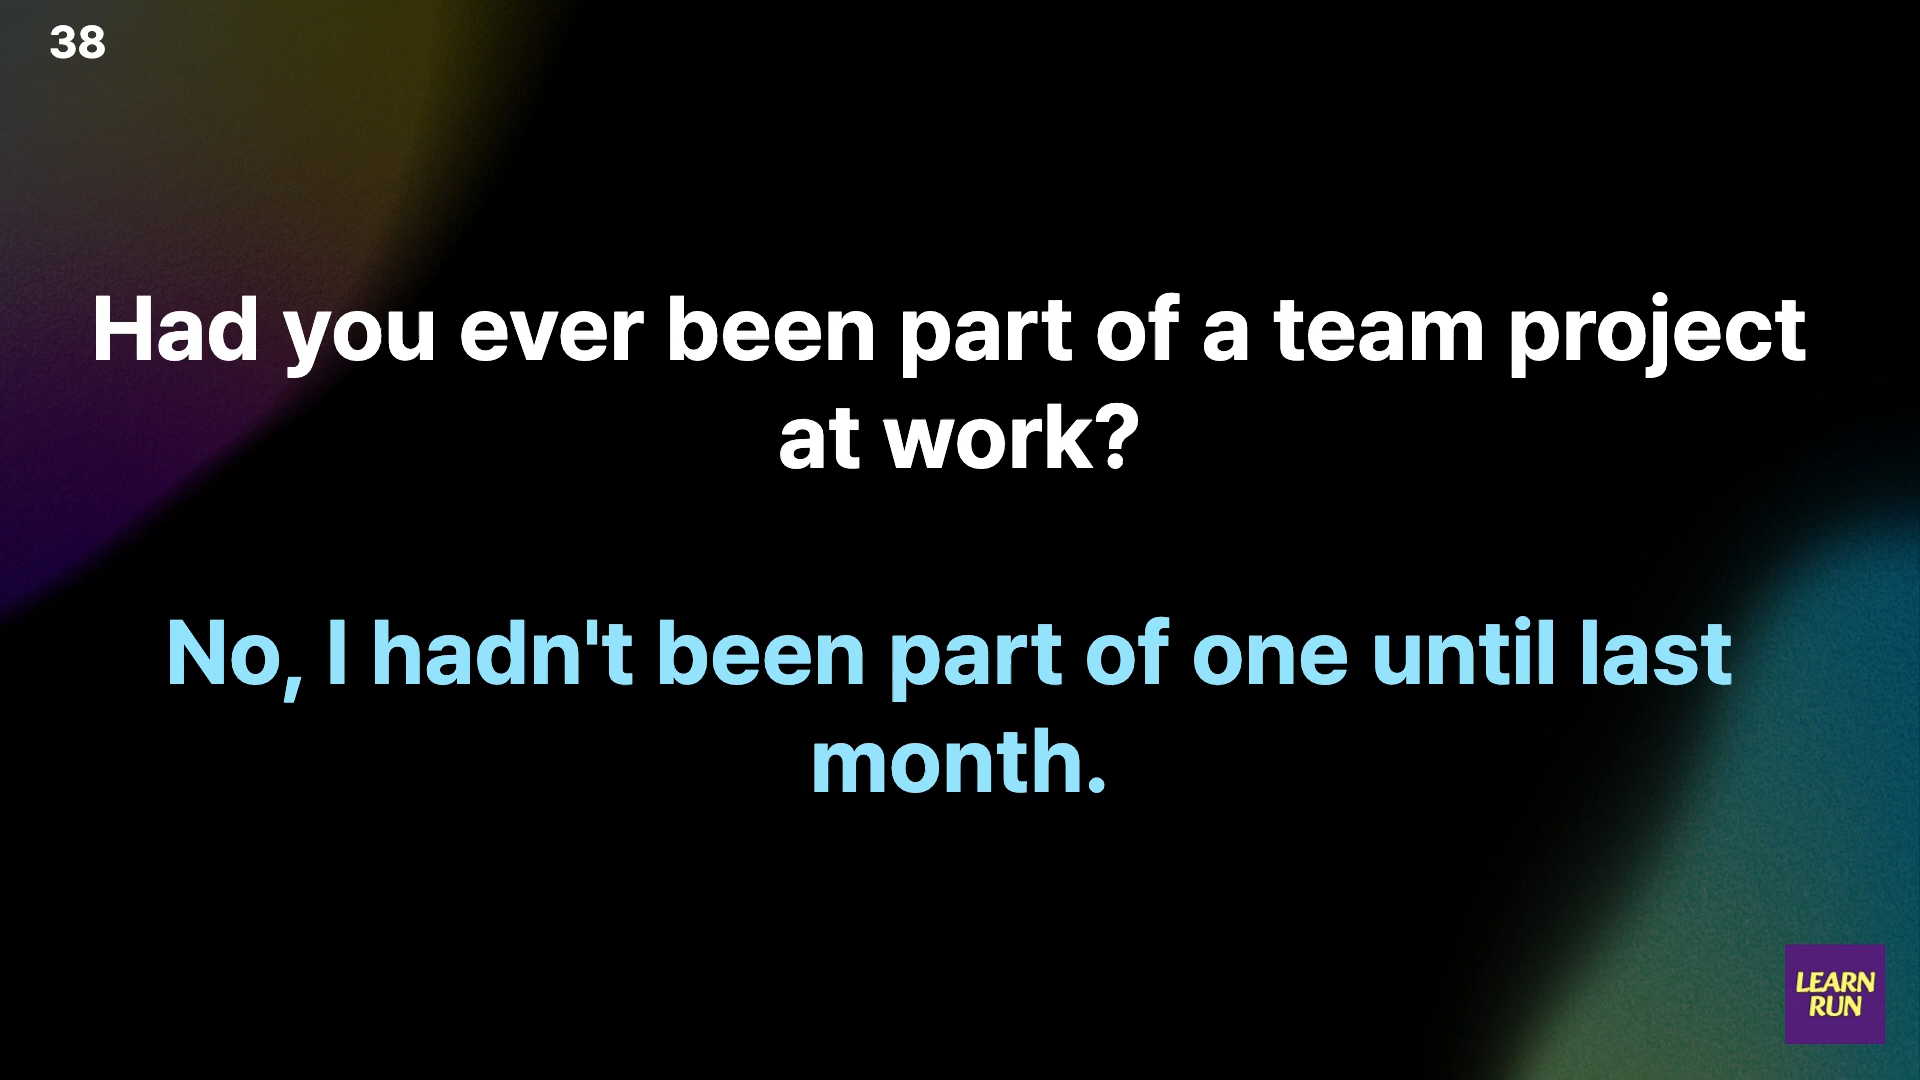 38
Had you ever been part of a team project
at work?
No, I hadn't been part of one until last
month.
LEARN
RUN